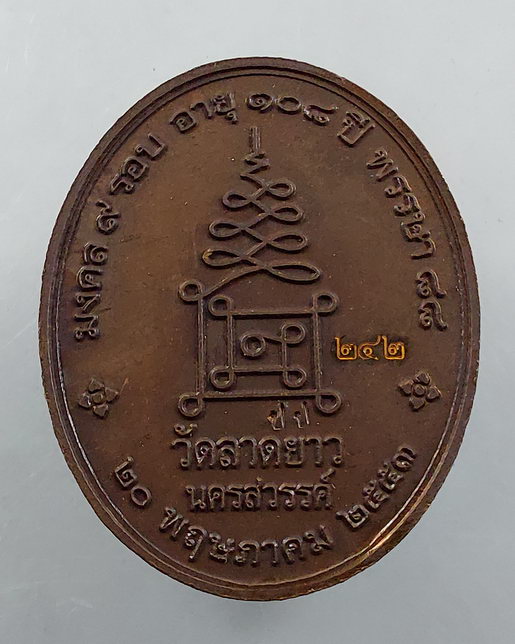 มงคล ๙ รอบ อายุ ๑๐๘ ปี พรรษา ๘๘
๒๔๒
วัดลาดยาว
นครสวรรค์
๒๐ พฤษภาคม ๒๕๕๓